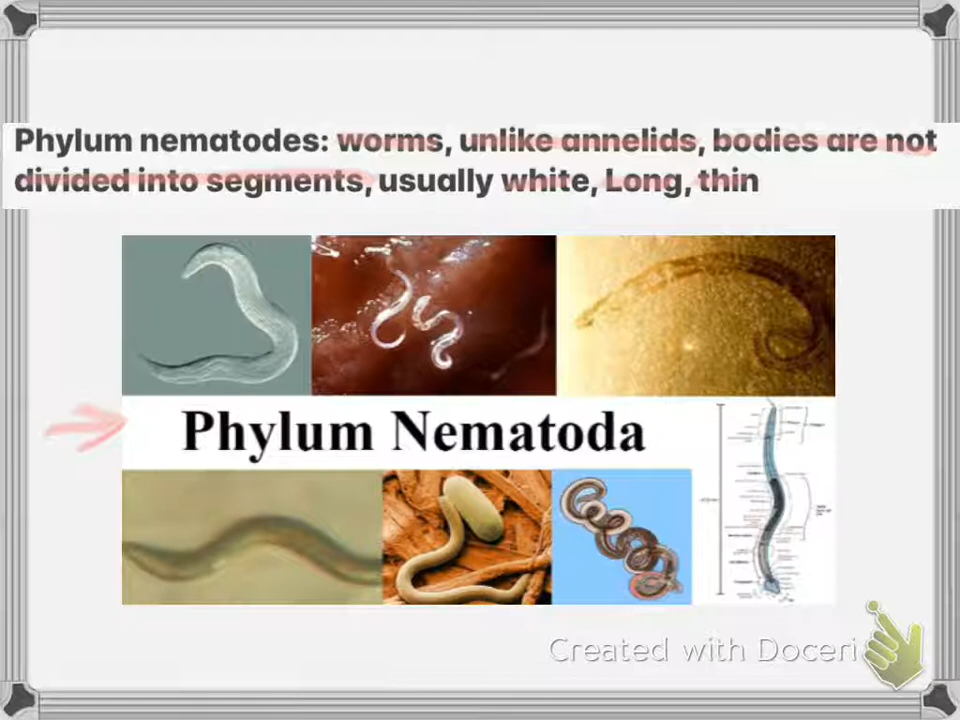 Phylum nematodes: worms, unlike annelids, bodies are not
divided into segments, usually white, Long, thin
Phylum Nematoda
Created with Doceri